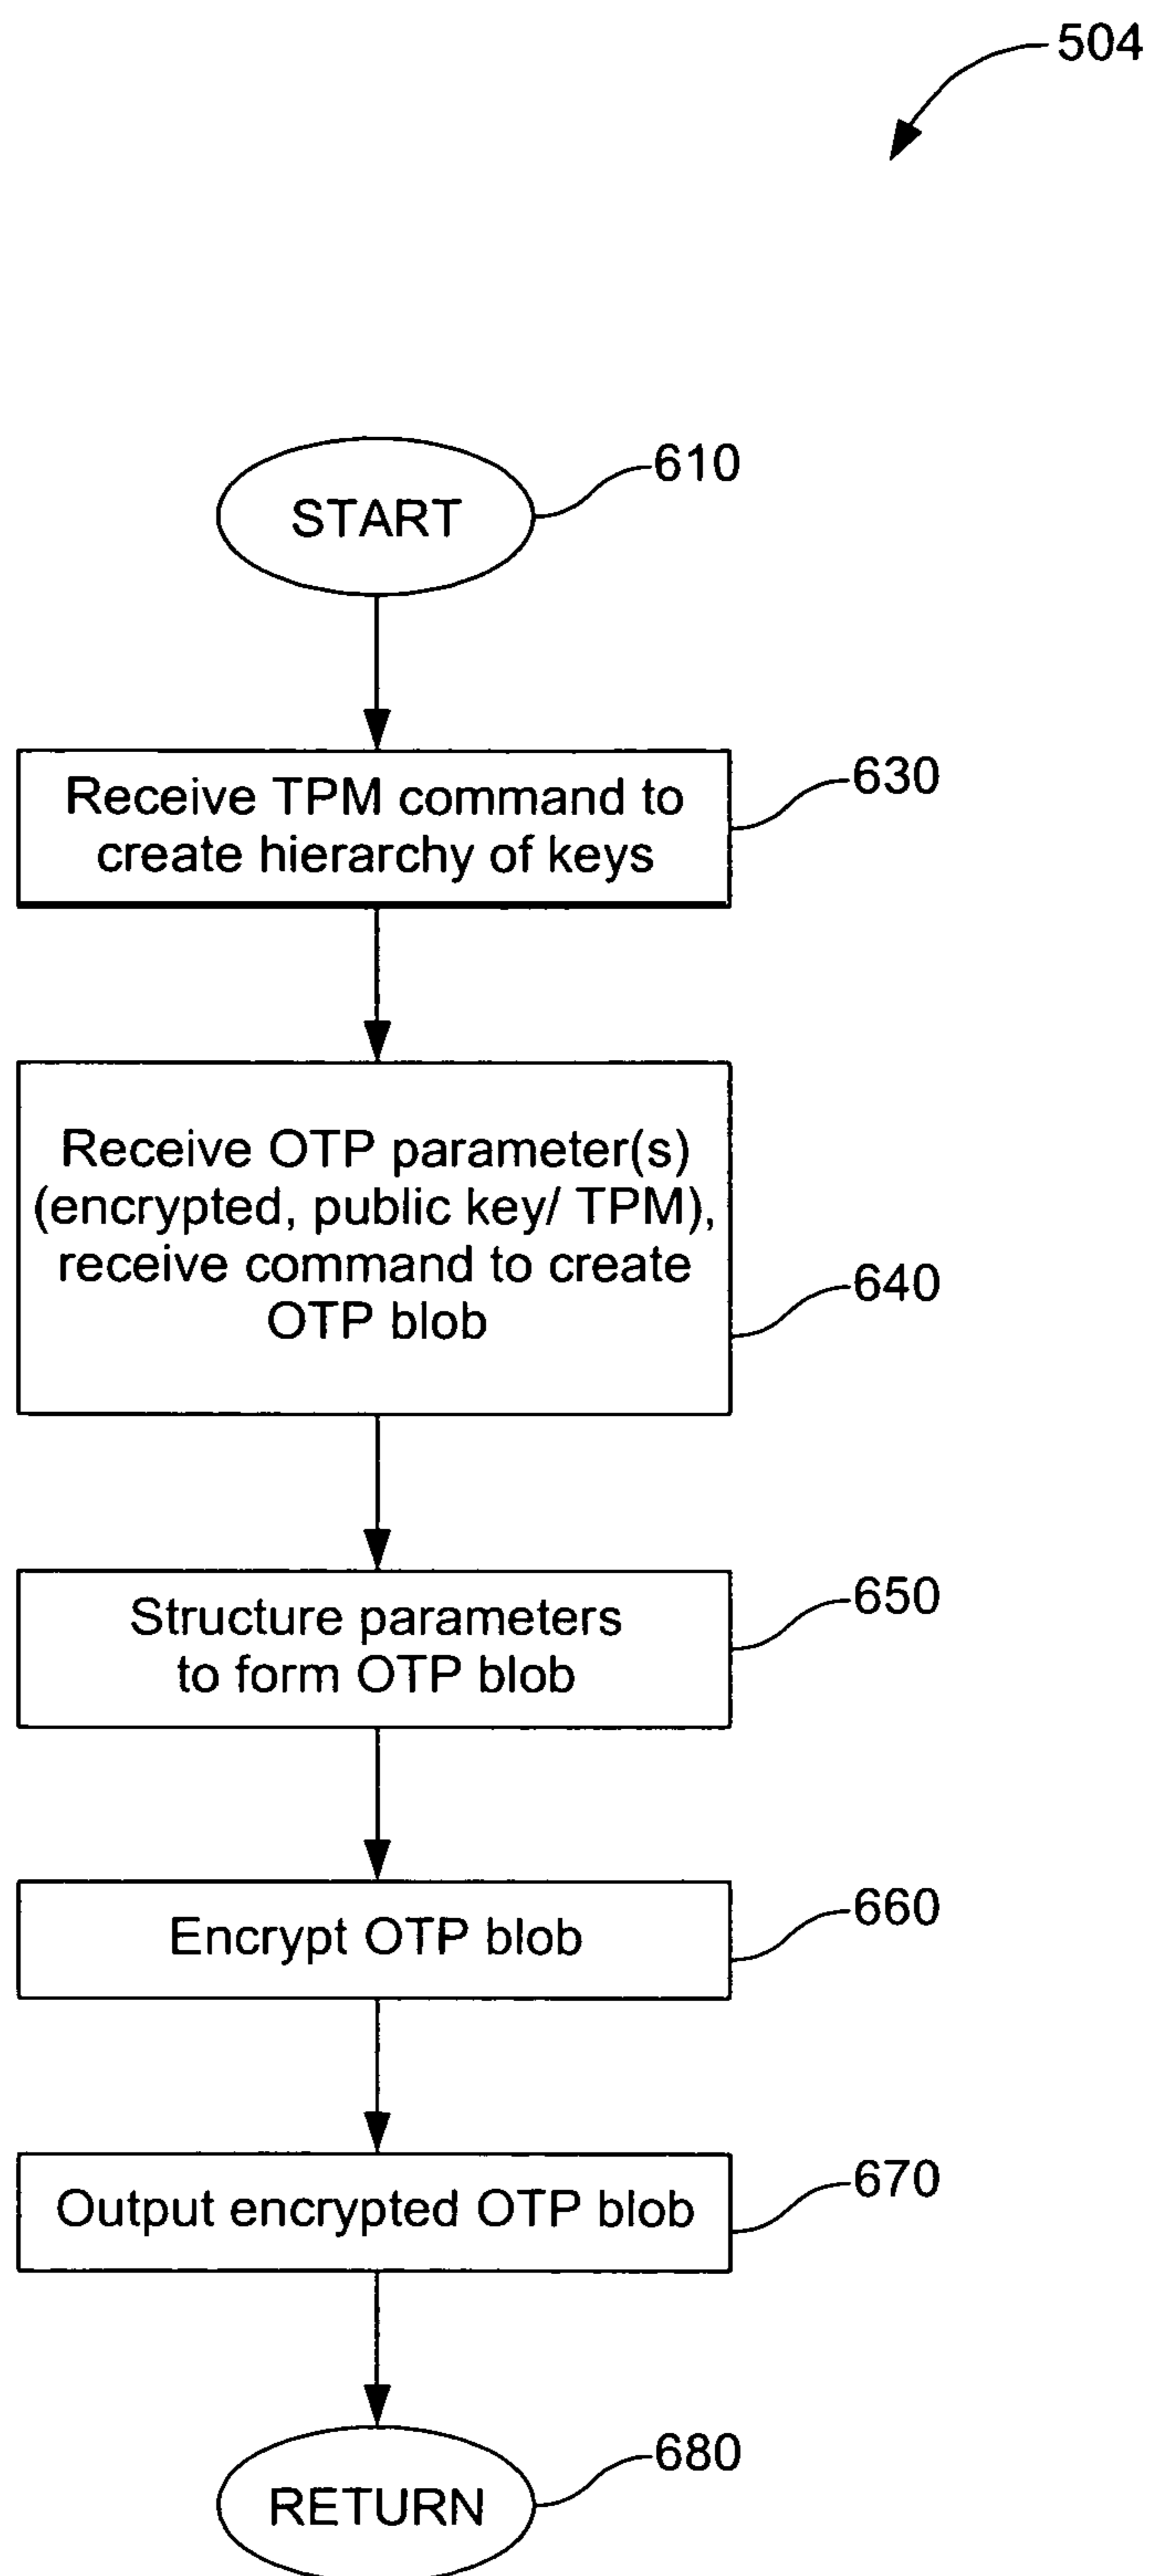 504
START
610
Receive TPM command to
create hierarchy of keys
630
Receive OTP parameter(s)
(encrypted, public key/ TPM),
receive command to create
OTP blob
640
Structure parameters
to form OTP blob
650
Encrypt OTP blob
660
Output encrypted OTP blob
670
RETURN
680